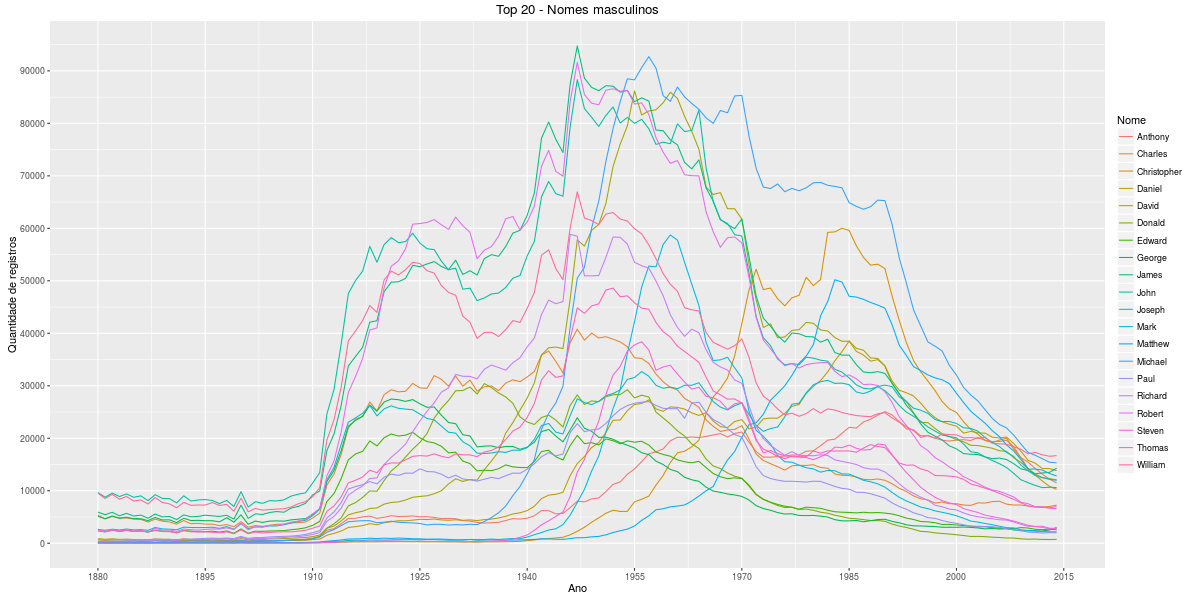 Top 20 - Nomes masculinos
Quantidade de registros
90000
80000
70000
60000
50000
40000
30000
20000
10000
0
1880
1895
1910
1925
1940
1955
1970
1985
2000
2015
Ano
Nome
Anthony
Charles
Christopher
Daniel
David
Donald
Edward
George
James
John
Joseph
Mark
Matthew
Michael
Paul
Richard
Robert
Steven
Thomas
William